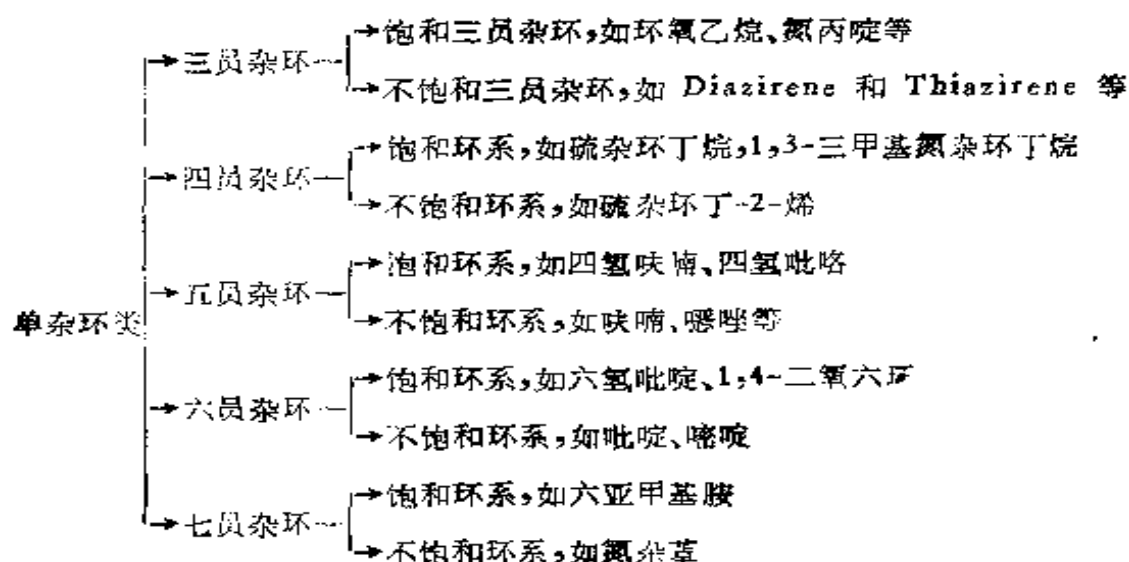 →饱和三员杂环,如环氧乙烷、氮丙啶等
→三员杂环
→不饱和三员杂环,如 Diazirene 和 Thiazirene 等
→饱和环系,如硫杂环丁烷,1,3-三甲基氮杂环丁烷
→四员杂环
→不饱和环系,如硫杂环丁-2-烯
→泡和环系,如四氢呋喃、四氢吡咯
→五员杂环
单杂环类
→不饱和环系,如呋喃、噁唑等
→饱和环系,如六氢吡啶、1,4-二氧六环
→六员杂环
→不饱和环系,如吡啶、嘧啶
→饱和环系,如六亚甲基胺
→七员杂环
→不饱和环系,如氮杂䓬